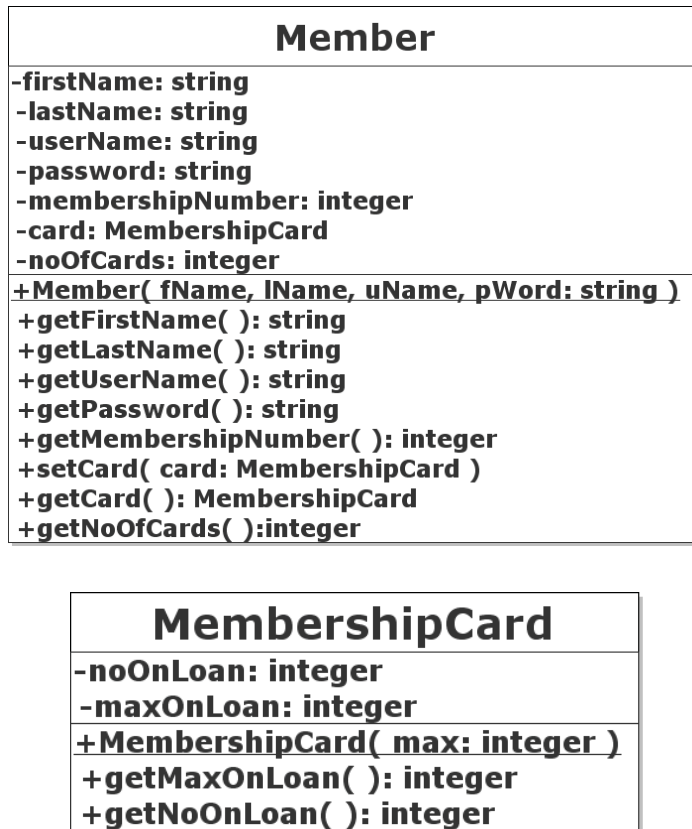 Member
-firstName: string
-lastName: string
-userName: string
-password: string
-membershipNumber: integer
-card: MembershipCard
-noOfCards: integer
+Member( fName, lName, uName, pWord: string )
+getFirstName( ): string
+getLastName( ): string
+getUserName( ): string
+getPassword( ): string
+getMembershipNumber( ): integer
+setCard( card: MembershipCard )
+getCard( ): MembershipCard
+getNoOfCards( ):integer
MembershipCard
-noOnLoan: integer
-maxOnLoan: integer
+MembershipCard( max: integer )
+getMaxOnLoan( ): integer
+getNoOnLoan( ): integer